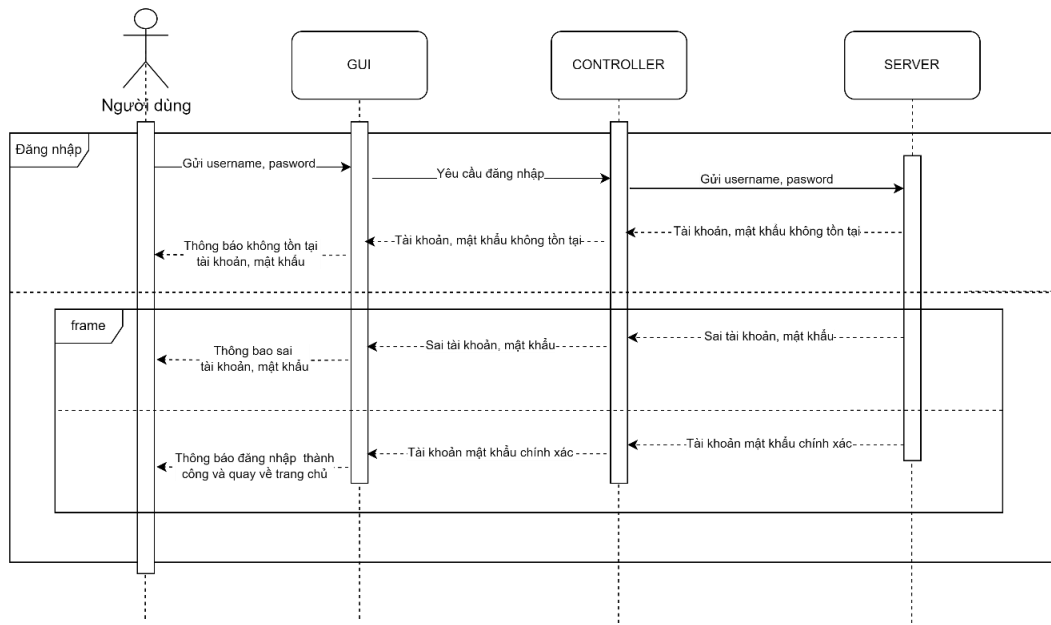 GUI
CONTROLLER
SERVER
Người dùng
Đăng nhập
Gửi username, pasword
Yêu cầu đăng nhập
Gửi username, pasword
Tài khoản, mật khẩu không tồn tại
Tài khoản, mật khẩu không tồn tại
Thông báo không tồn tại
tài khoản, mật khẩu
frame
Sai tài khoản, mật khẩu
Sai tài khoản, mật khẩu
Thông bao sai
tài khoản, mật khẩu
Tài khoản mật khẩu chính xác
Tài khoản mật khẩu chính xác
Thông báo đăng nhập thành
công và quay về trang chủ